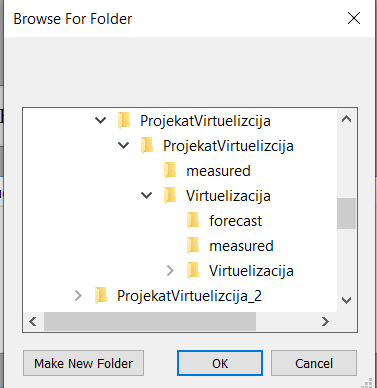 Browse For Folder
ProjekatVirtuelizcija
ProjekatVirtuelizcija
measured
Virtuelizacija
forecast
measured
Virtuelizacija
ProjekatVirtuelizcija_2
Make New Folder
OK
Cancel